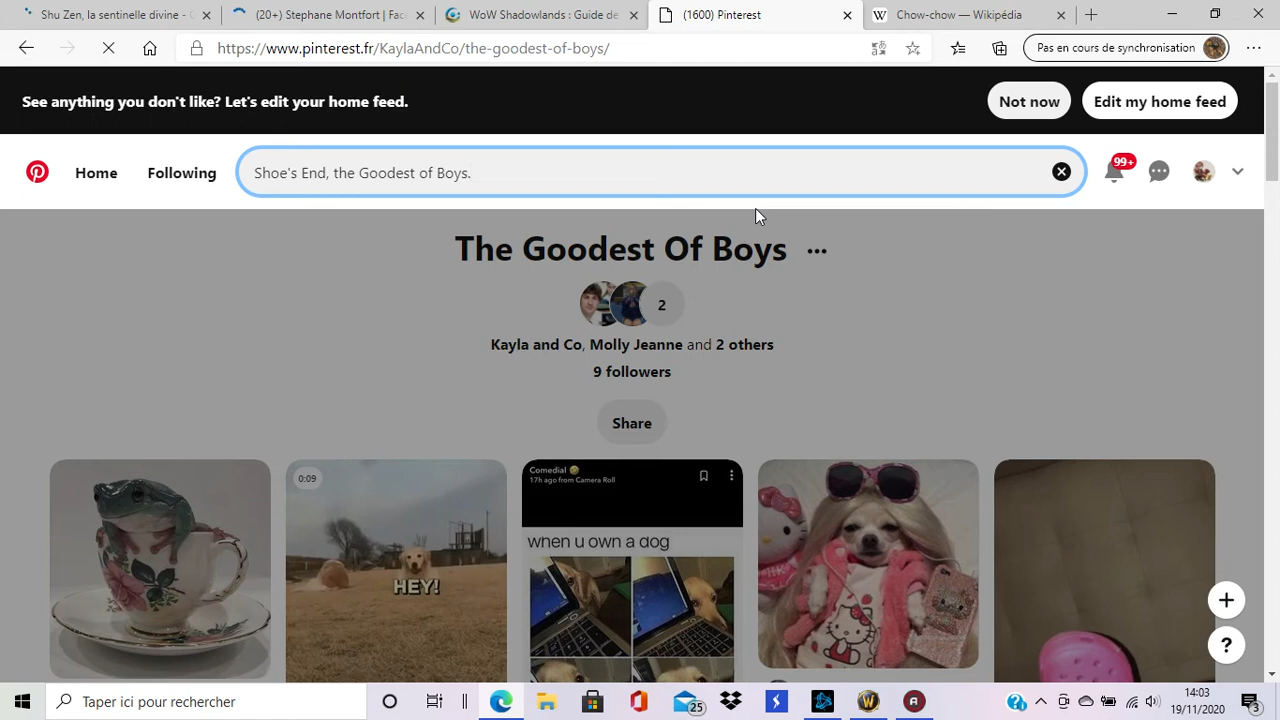 Shu Zen, la sentinelle divine - G
(20+) Stephane Montfort | Face
WoW Shadowlands : Guide de
(1600) Pinterest
Chow-chow — Wikipédia
https://www.pinterest.fr/KaylaAndCo/the-goodest-of-boys/
Pas en cours de synchronisation
See anything you don't like? Let's edit your home feed.
Not now
Edit my home feed
Home
Following
Shoe's End, the Goodest of Boys.
99+
The Goodest Of Boys
2
Kayla and Co, Molly Jeanne and 2 others
9 followers
Share
0:09
HEY!
Comedial
17h ago from Camera Roll
when u own a dog
+
?
Taper ici pour rechercher
25
14:03
19/11/2020
3